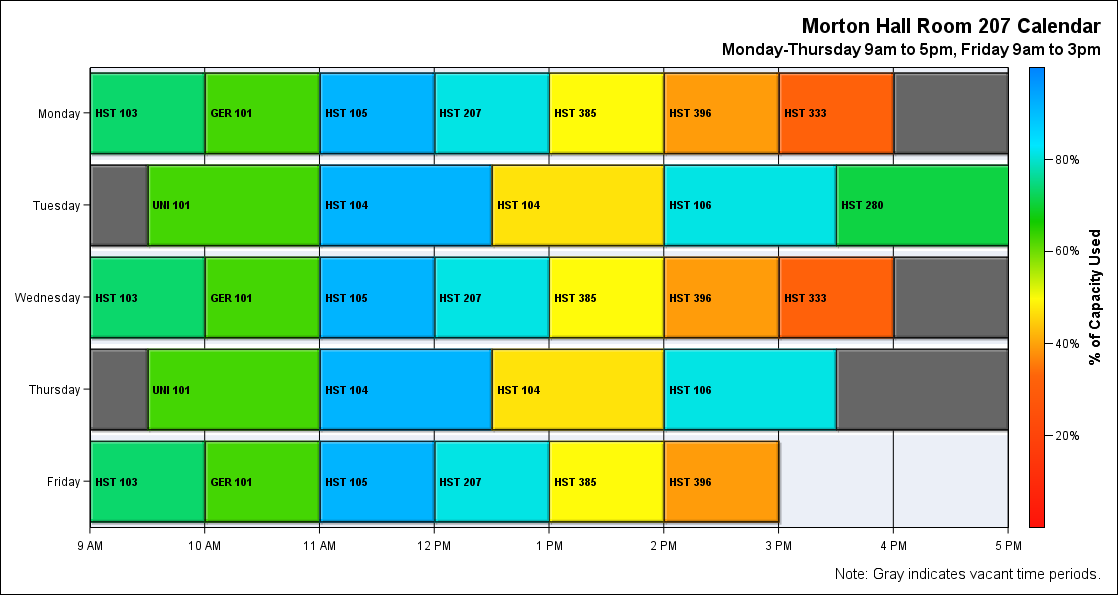 Morton Hall Room 207 Calendar
Monday-Thursday 9am to 5pm, Friday 9am to 3pm
Monday HST 103 GER 101 HST 105 HST 207 HST 385 HST 396 HST 333
80%
Tuesday UNI 101 HST 104 HST 104 HST 106 HST 280
60%
% of Capacity Used
Wednesday HST 103 GER 101 HST 105 HST 207 HST 385 HST 396 HST 333
40%
Thursday UNI 101 HST 104 HST 104 HST 106
20%
Friday HST 103 GER 101 HST 105 HST 207 HST 385 HST 396
9 AM 10 AM 11 AM 12 PM 1 PM 2 PM 3 PM 4 PM 5 PM
Note: Gray indicates vacant time periods.